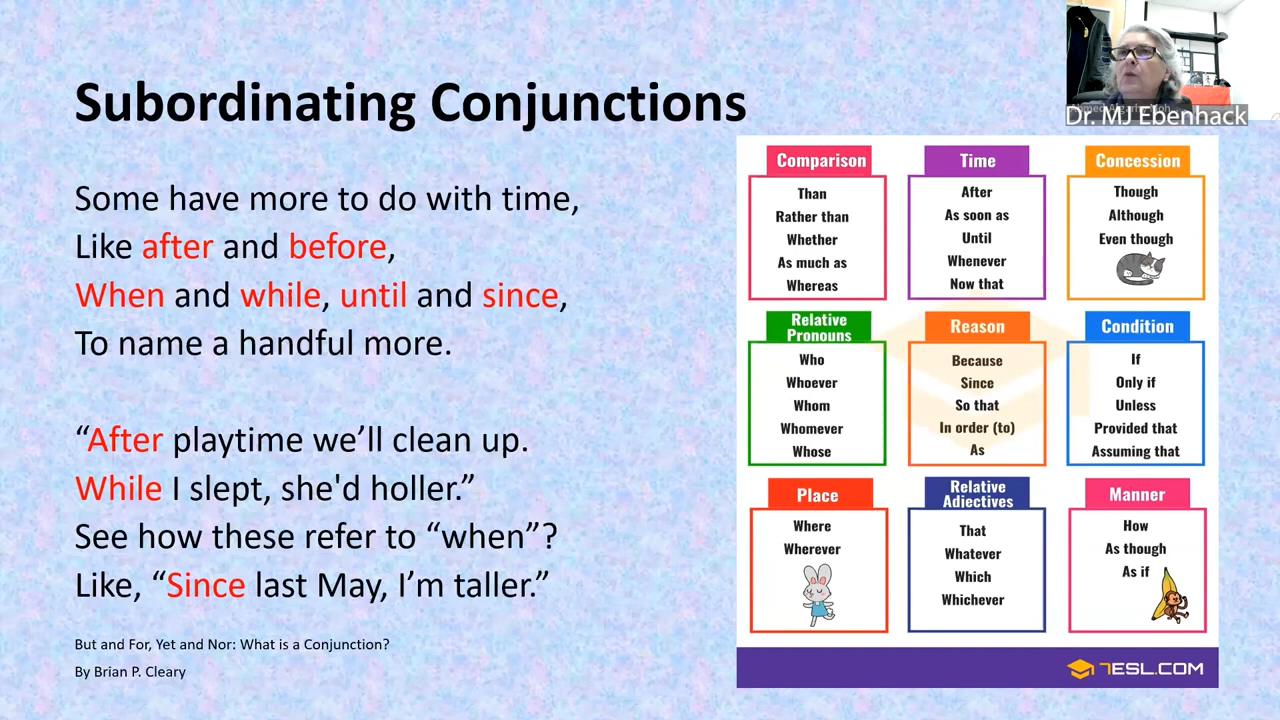 Subordinating Conjunctions
Some have more to do with time,
Like after and before,
When and while, until and since,
To name a handful more.
“After playtime we’ll clean up.
While I slept, she'd holler.”
See how these refer to “when”?
Like, “Since last May, I’m taller.”
But and For, Yet and Nor: What is a Conjunction?
By Brian P. Cleary
Dr. MJ Ebenhack
Comparison
Than
Rather than
Whether
As much as
Whereas
Time
After
As soon as
Until
Whenever
Now that
Concession
Though
Although
Even though
Relative
Pronouns
Who
Whoever
Whom
Whomever
Whose
Reason
Because
Since
So that
In order (to)
As
Condition
If
Only if
Unless
Provided that
Assuming that
Place
Where
Wherever
Relative
Adjectives
That
Whatever
Which
Whichever
Manner
How
As though
As if
7ESL.COM